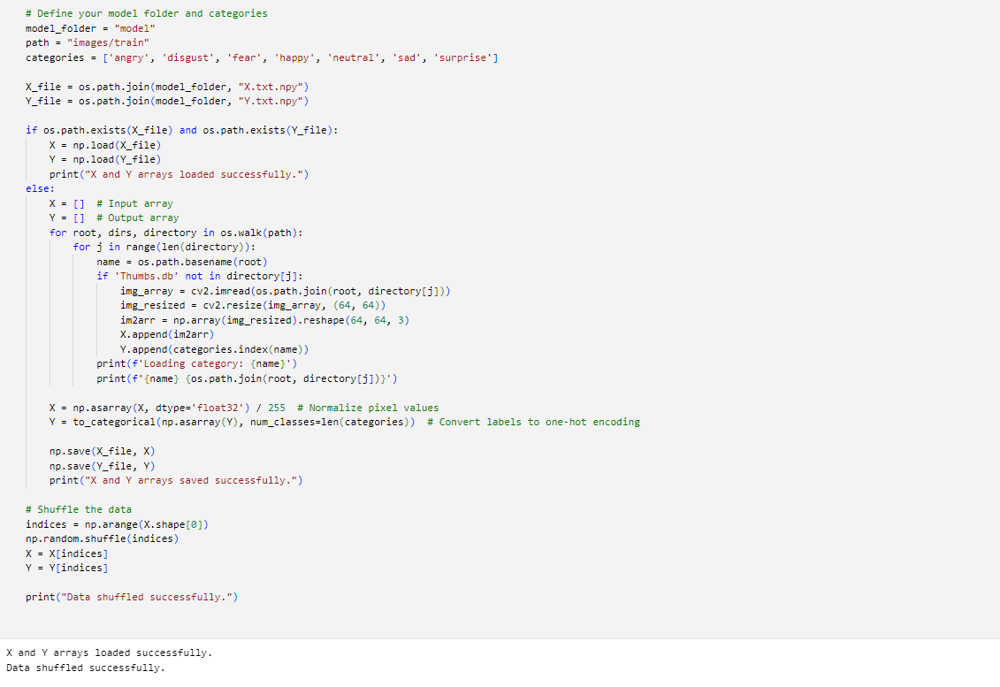 # Define your model folder and categories
model_folder = "model"
path = "images/train"
categories = ['angry', 'disgust', 'fear', 'happy', 'neutral', 'sad', 'surprise']

X_file = os.path.join(model_folder, "X.txt.npy")
Y_file = os.path.join(model_folder, "Y.txt.npy")

if os.path.exists(X_file) and os.path.exists(Y_file):
    X = np.load(X_file)
    Y = np.load(Y_file)
    print("X and Y arrays loaded successfully.")
else:
    X = []  # Input array
    Y = []  # Output array
    for root, dirs, directory in os.walk(path):
        for j in range(len(directory)):
            name = os.path.basename(root)
            if 'Thumbs.db' not in directory[j]:
                img_array = cv2.imread(os.path.join(root, directory[j]))
                img_resized = cv2.resize(img_array, (64, 64))
                im2arr = np.array(img_resized).reshape(64, 64, 3)
                X.append(im2arr)
                Y.append(categories.index(name))
            print(f'Loading category: {name}')
            print(f'{name} {os.path.join(root, directory[j])}')

    X = np.asarray(X, dtype='float32') / 255  # Normalize pixel values
    Y = to_categorical(np.asarray(Y), num_classes=len(categories))  # Convert labels to one-hot encoding

    np.save(X_file, X)
    np.save(Y_file, Y)
    print("X and Y arrays saved successfully.")

# Shuffle the data
indices = np.arange(X.shape[0])
np.random.shuffle(indices)
X = X[indices]
Y = Y[indices]

print("Data shuffled successfully.")

X and Y arrays loaded successfully.
Data shuffled successfully.